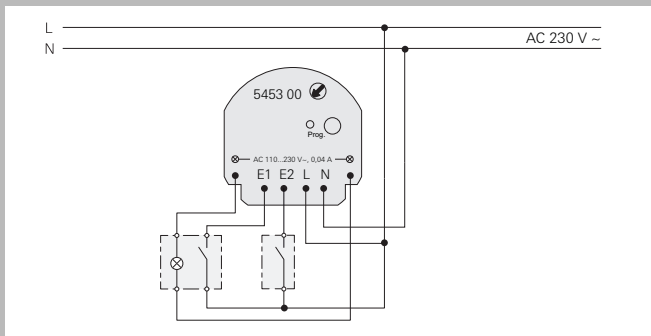 L
N
AC 230 V ~
5453 00
Prog.
AC 110...230 V~, 0,04 A
E1 E2 L N